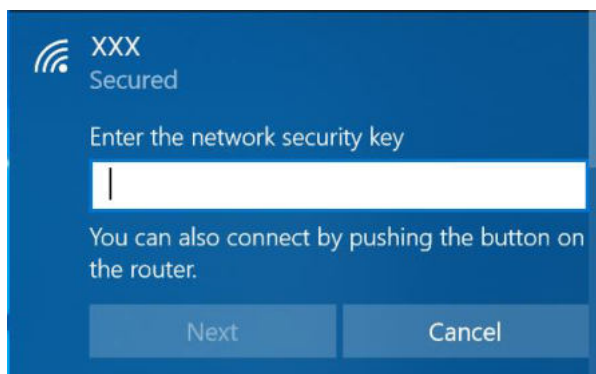 XXX
Secured
Enter the network security key
You can also connect by pushing the button on
the router.
Next
Cancel